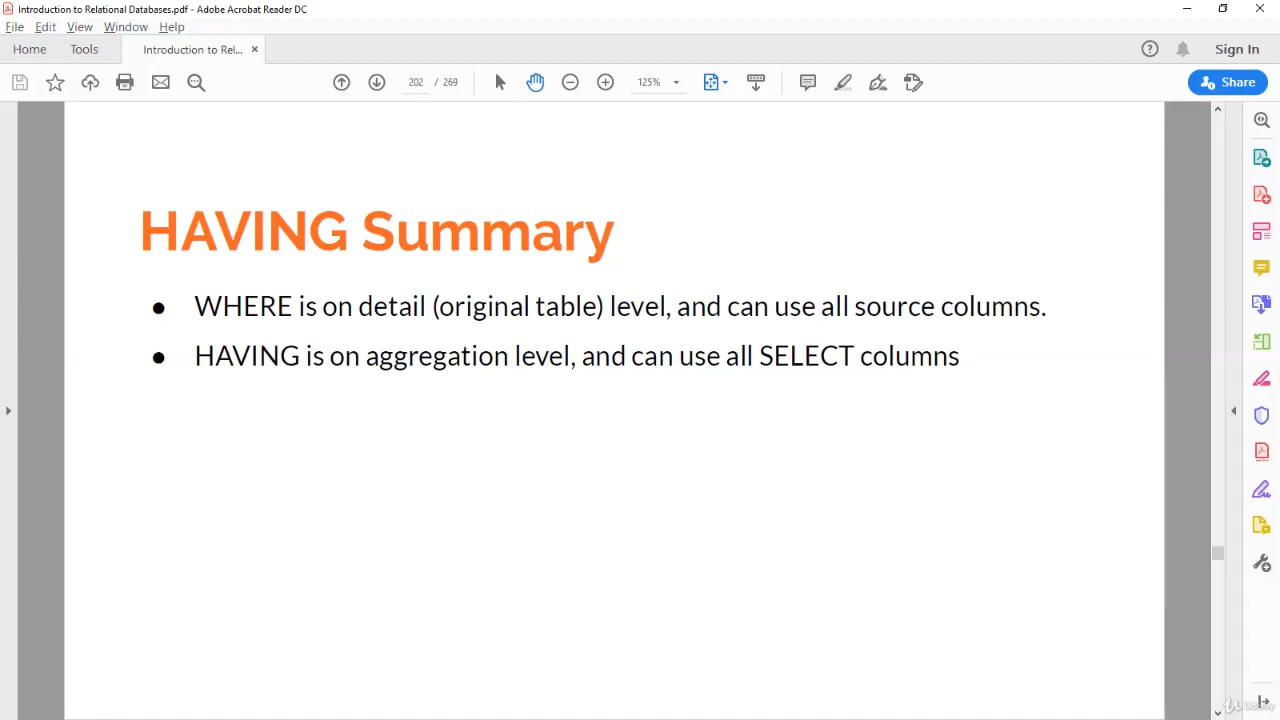 Introduction to Relational Databases.pdf - Adobe Acrobat Reader DC
File Edit View Window Help
Home Tools Introduction to Rel... × Sign In
202 / 269 125% Share
HAVING Summary
● WHERE is on detail (original table) level, and can use all source columns.
● HAVING is on aggregation level, and can use all SELECT columns
Udemy